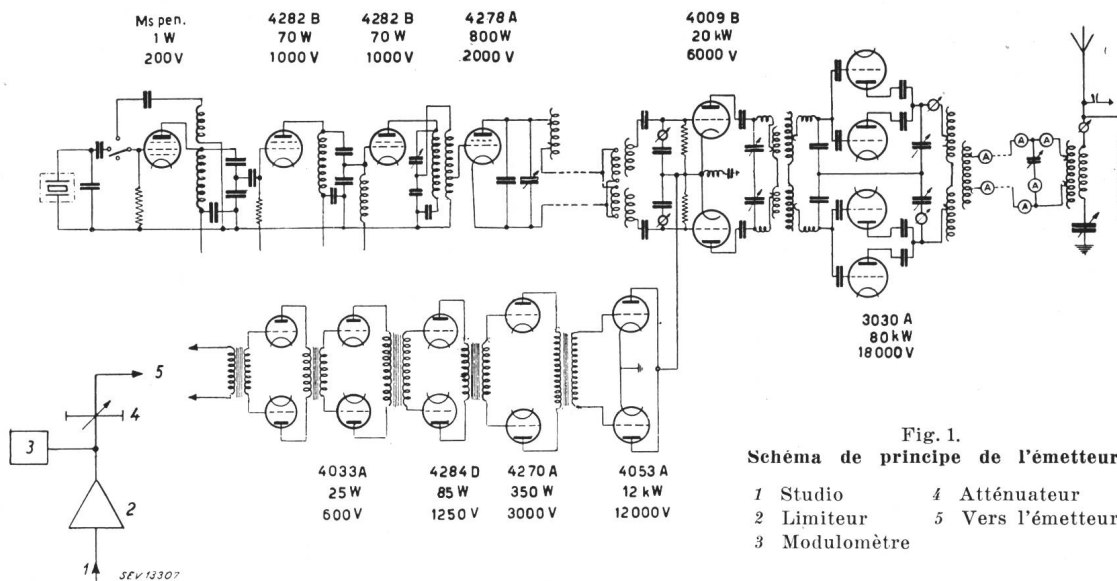 Ms pen.
1 W
200 V
4282 B
70 W
1000 V
4282 B
70 W
1000 V
4278 A
800 W
2000 V
4009 B
20 kW
6000 V
A A A
A A A
3030 A
80 kW
18000 V
4033 A
25 W
600 V
4284 D
85 W
1250 V
4270 A
350 W
3000 V
4053 A
12 kW
12000 V
5
4
3
2
1
SEV 13307
Fig. 1.
Schéma de principe de l'émetteur
1 Studio
2 Limiteur
3 Modulomètre
4 Atténuateur
5 Vers l'émetteur